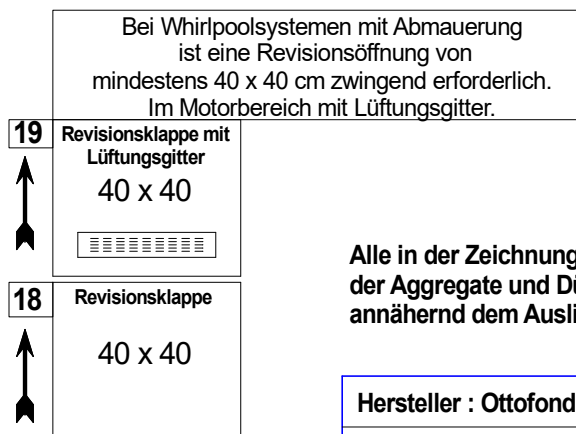 Bei Whirlpoolsystemen mit Abmauerung
ist eine Revisionsöffnung von
mindestens 40 x 40 cm zwingend erforderlich.
Im Motorbereich mit Lüftungsgitter.
19
Revisionsklappe mit
Lüftungsgitter
40 x 40
Alle in der Zeichnung
der Aggregate und Dü
annähernd dem Ausli
18
Revisionsklappe
40 x 40
Hersteller : Ottofond